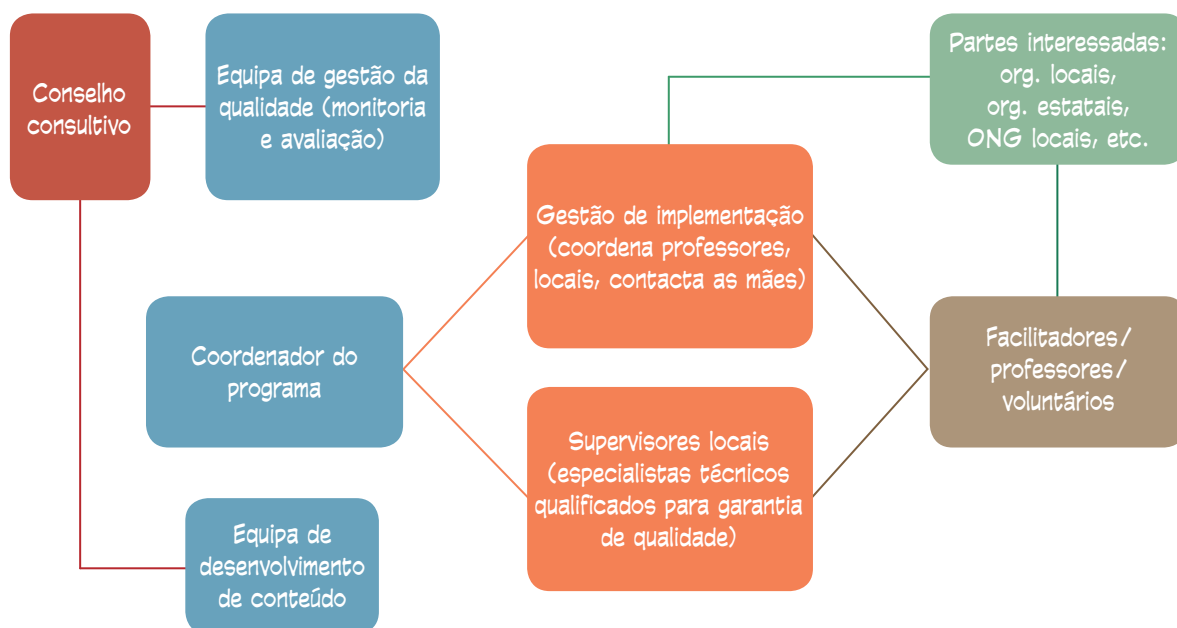 Conselho
consultivo
Equipa de gestão da
qualidade (monitoria
e avaliação)
Partes interessadas:
org. locais,
org. estatais,
ONG locais, etc.
Gestão de implementação
(coordena professores,
locais, contacta as mães)
Coordenador do
programa
Facilitadores/
professores/
voluntários
Supervisores locais
(especialistas técnicos
qualificados para garantia
de qualidade)
Equipa de
desenvolvimento
de conteúdo